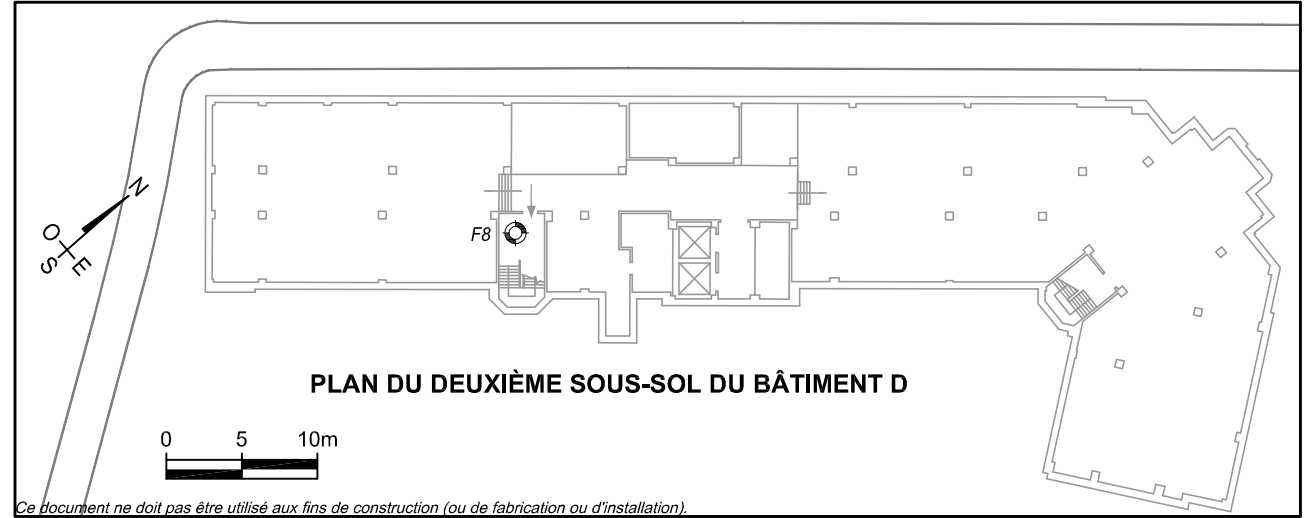 N
O
S
E
F8
PLAN DU DEUXIÈME SOUS-SOL DU BÂTIMENT D
0 5 10m
Ce document ne doit pas être utilisé aux fins de construction (ou de fabrication ou d'installation).